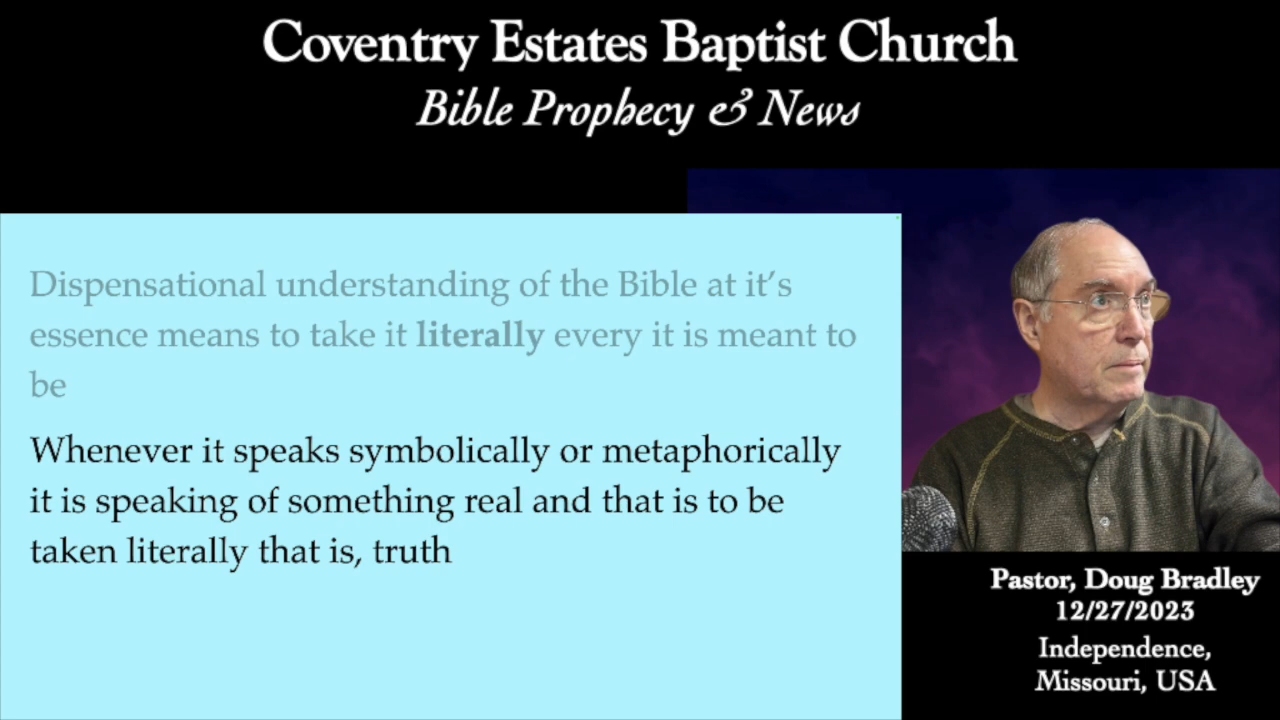 Coventry Estates Baptist Church
Bible Prophecy & News
Dispensational understanding of the Bible at it's
essence means to take it literally every it is meant to
be
Whenever it speaks symbolically or metaphorically
it is speaking of something real and that is to be
taken literally that is, truth
Pastor, Doug Bradley
12/27/2023
Independence,
Missouri, USA